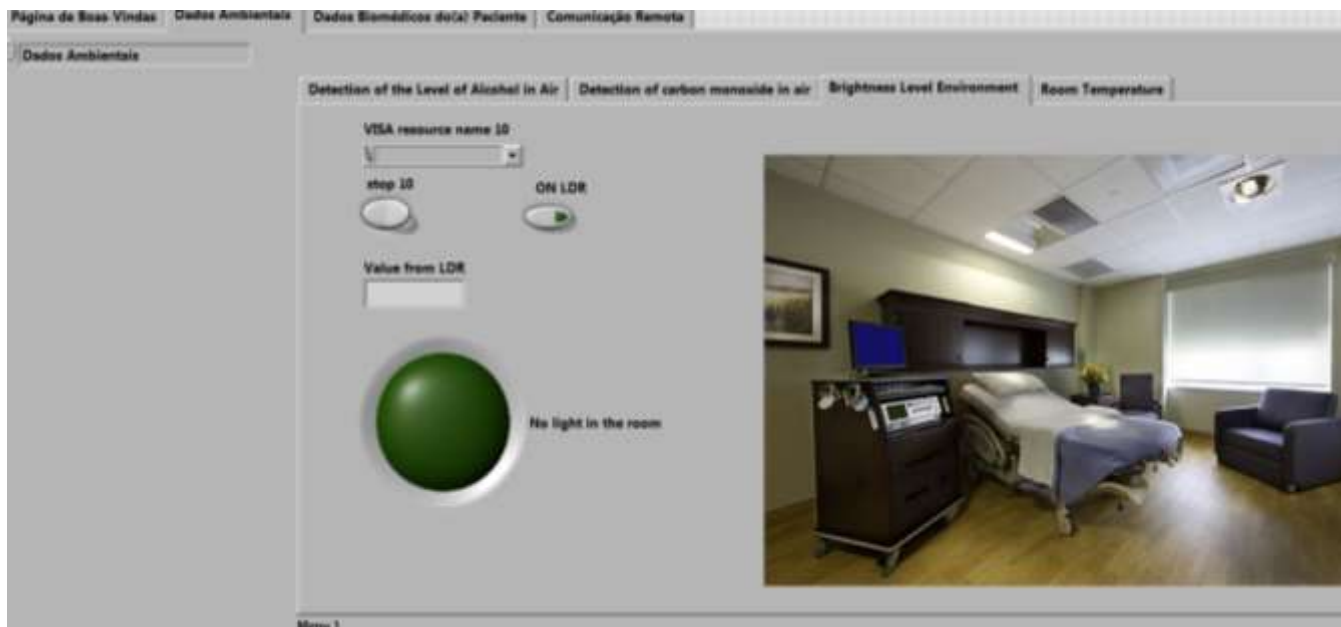 Página de Boas Vindas
Dados Ambientais
Dados Biomédicos do(a) Paciente
Comunicação Remota
Dados Ambientais
Detection of the Level of Alcohol in Air
Detection of carbon monoxide in air
Brightness Level Environment
Room Temperature
VISA resource name 10
stop 10
ON LDR
Value from LDR
No light in the room